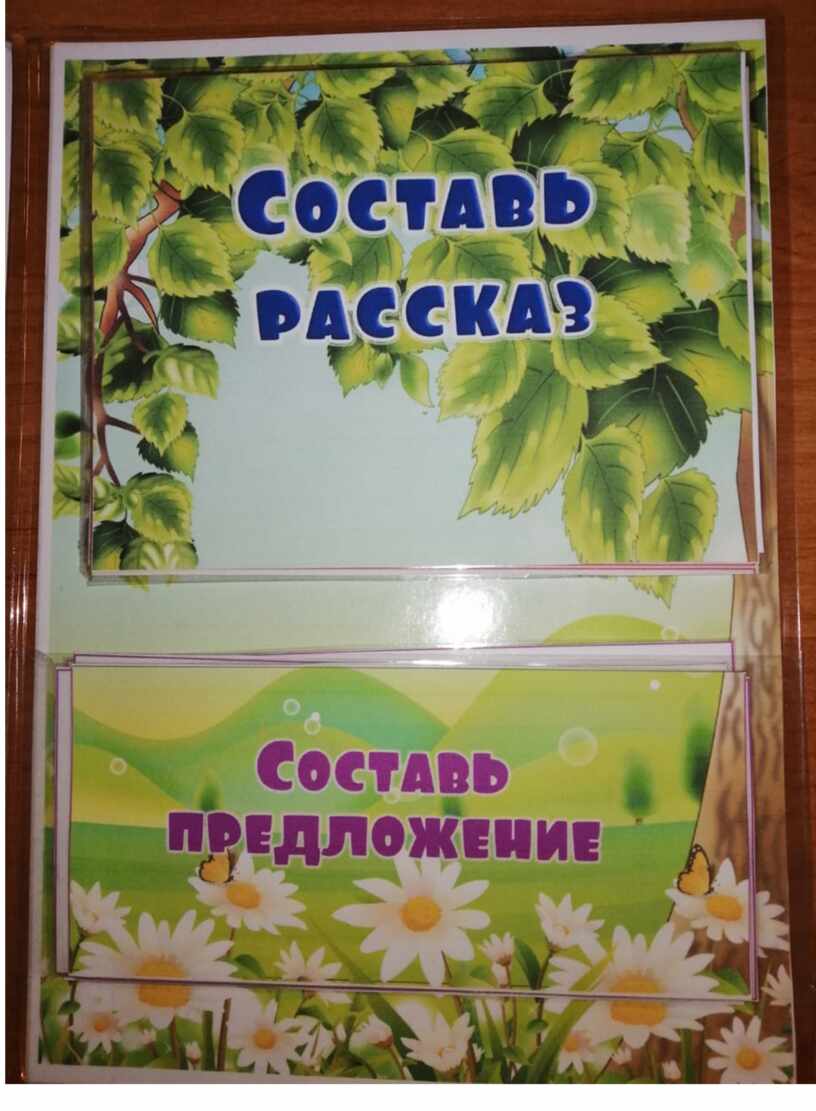 Составь
рассказ
Составь
предложение